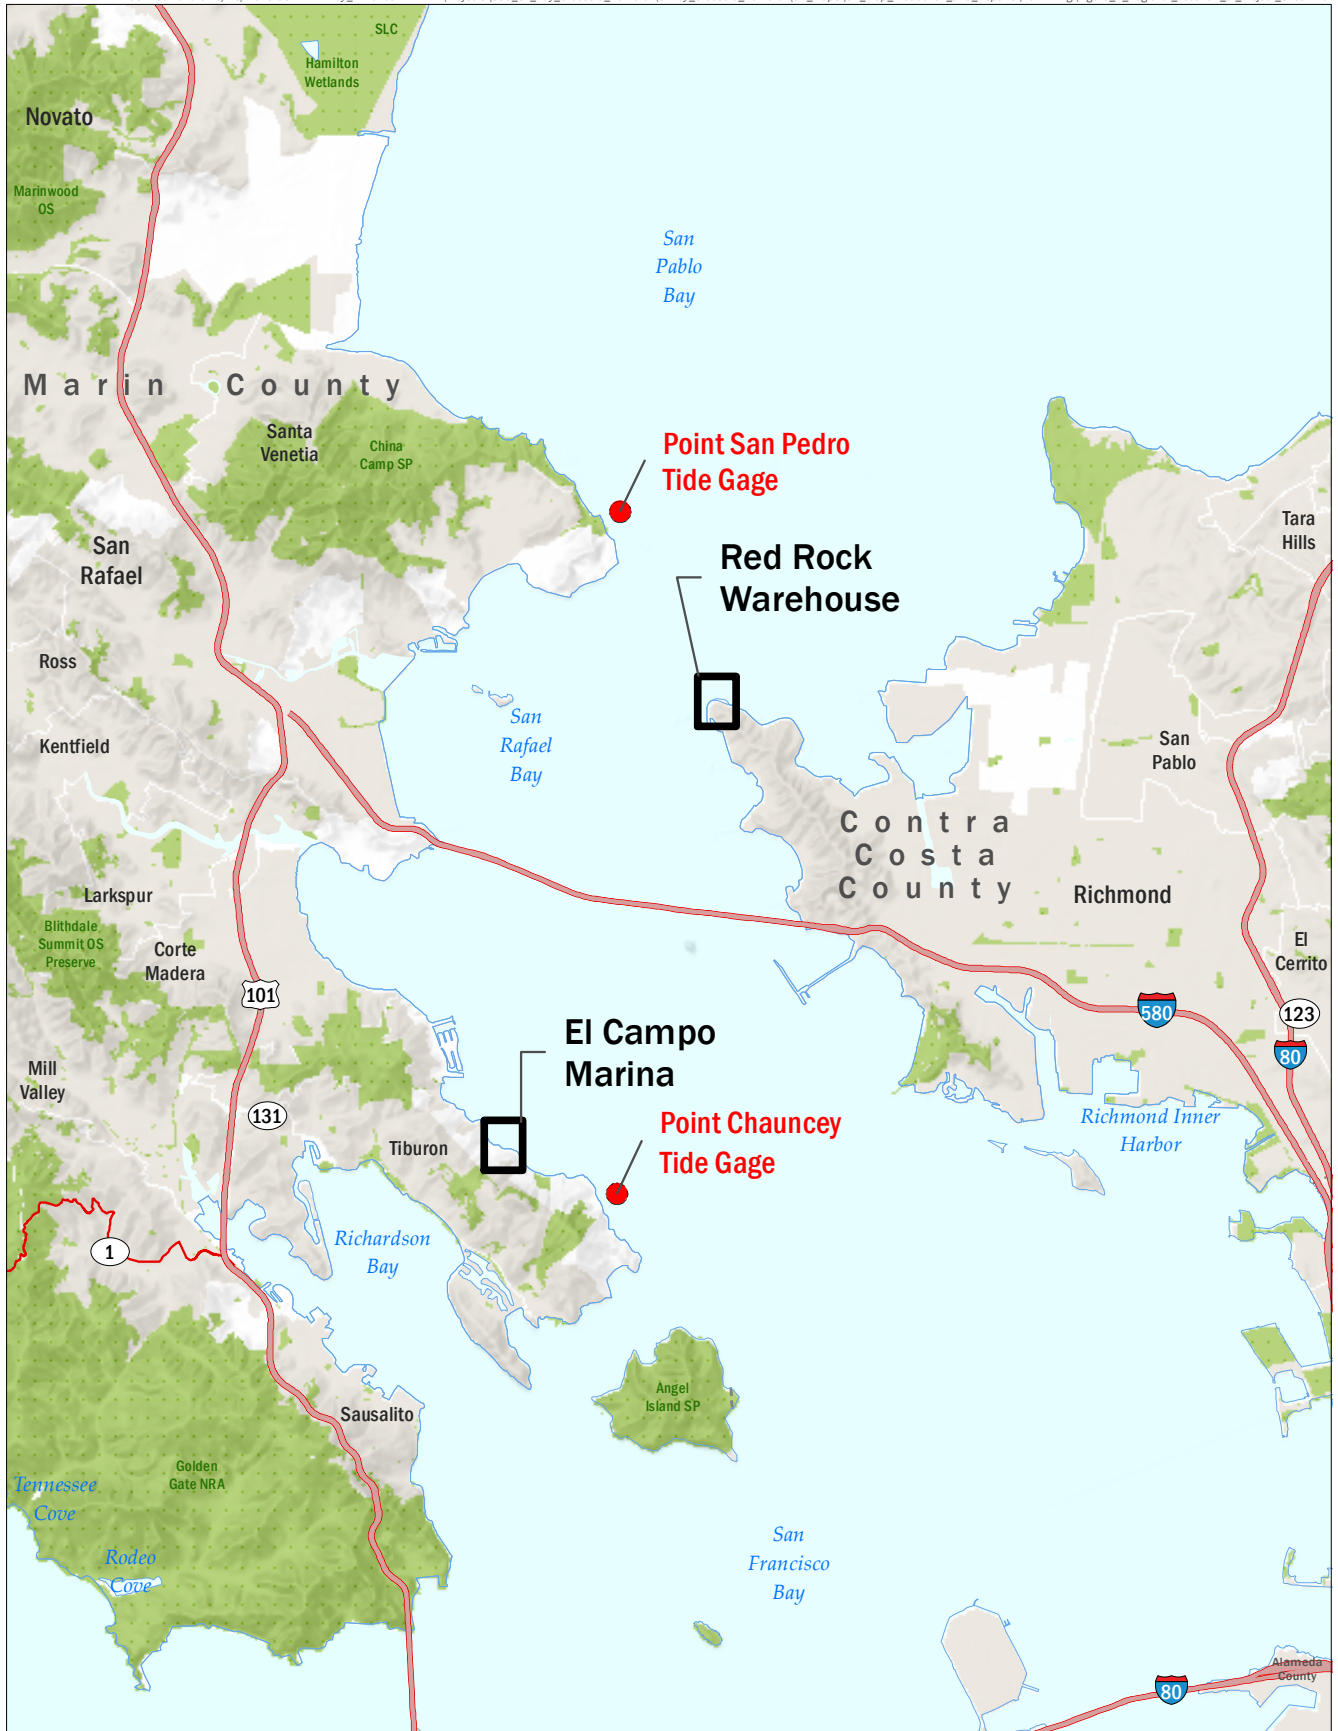 SLC
Hamilton
Wetlands
Novato
Marinwood
OS
San
Pablo
Bay
Marin County
Santa
Venetia
China
Camp SP
Point San Pedro
Tide Gage
Tara
Hills
San
Rafael
Red Rock
Warehouse
Ross
San
Rafael
Bay
Kentfield
San
Pablo
Contra
Costa
County
Richmond
Larkspur
Blithdale
Summit OS
Preserve
Corte
Madera
El
Cerrito
101
580
123
80
El Campo
Marina
Mill
Valley
131
Tiburon
Point Chauncey
Tide Gage
Richmond Inner
Harbor
1
Richardson
Bay
Angel
Island SP
Sausalito
Golden
Gate NRA
Tennessee
Cove
Rodeo
Cove
San
Francisco
Bay
Alameda
County
80